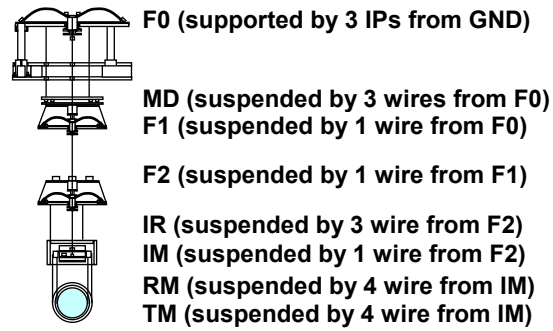 F0 (supported by 3 IPs from GND)
MD (suspended by 3 wires from F0)
F1 (suspended by 1 wire from F0)
F2 (suspended by 1 wire from F1)
IR (suspended by 3 wire from F2)
IM (suspended by 1 wire from F2)
RM (suspended by 4 wire from IM)
TM (suspended by 4 wire from IM)